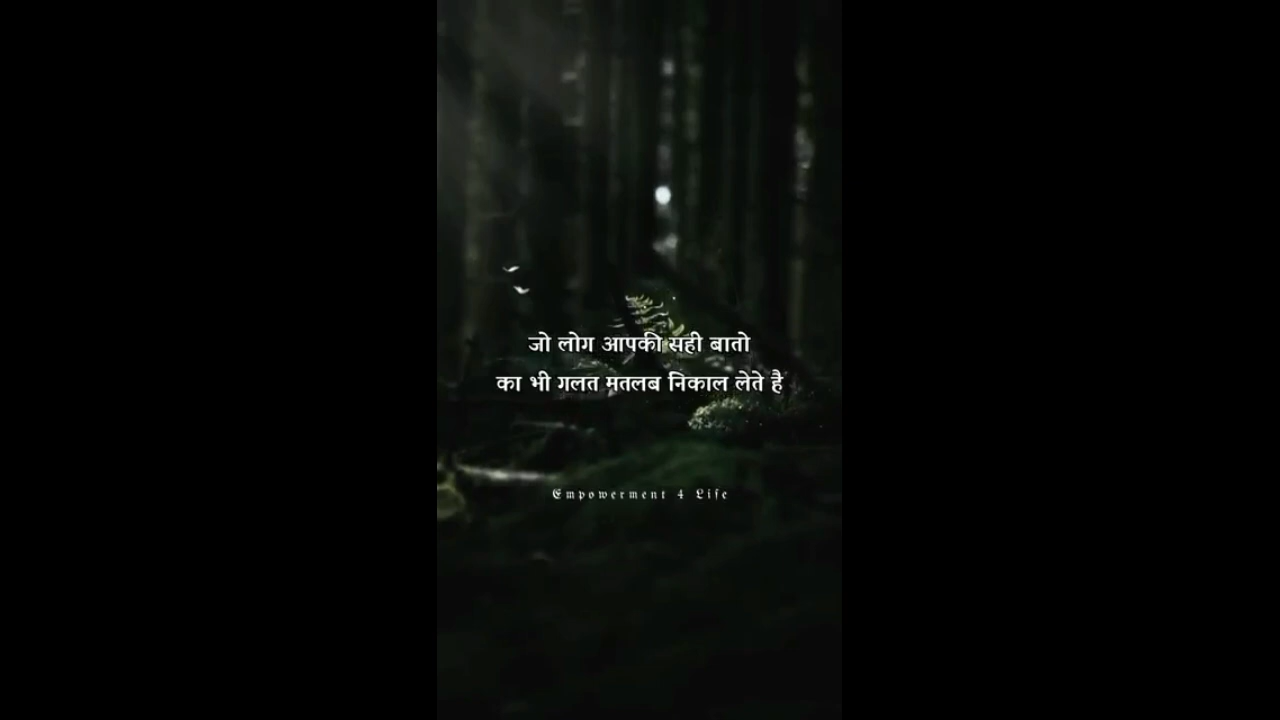 जो लोग आपकी सही बातो
का भी गलत मतलब निकाल लेते है
Empowerment 4 Life